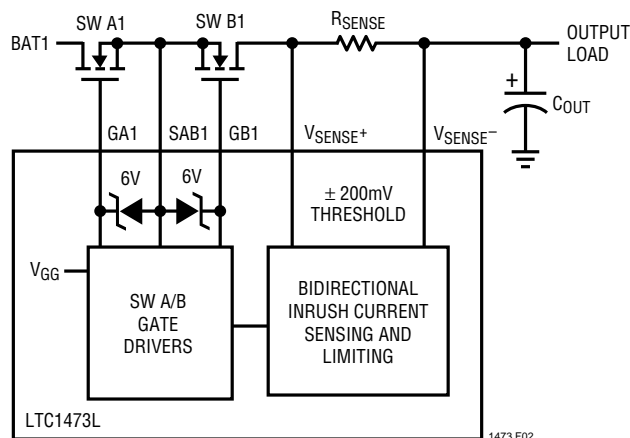 SW A1
SW B1
RSENSE
BAT1
OUTPUT
LOAD
+
COUT
GA1
SAB1
GB1
VSENSE+
VSENSE–
6V
6V
± 200mV
THRESHOLD
VGG
SW A/B
GATE
DRIVERS
BIDIRECTIONAL
INRUSH CURRENT
SENSING AND
LIMITING
LTC1473L
1473 F02